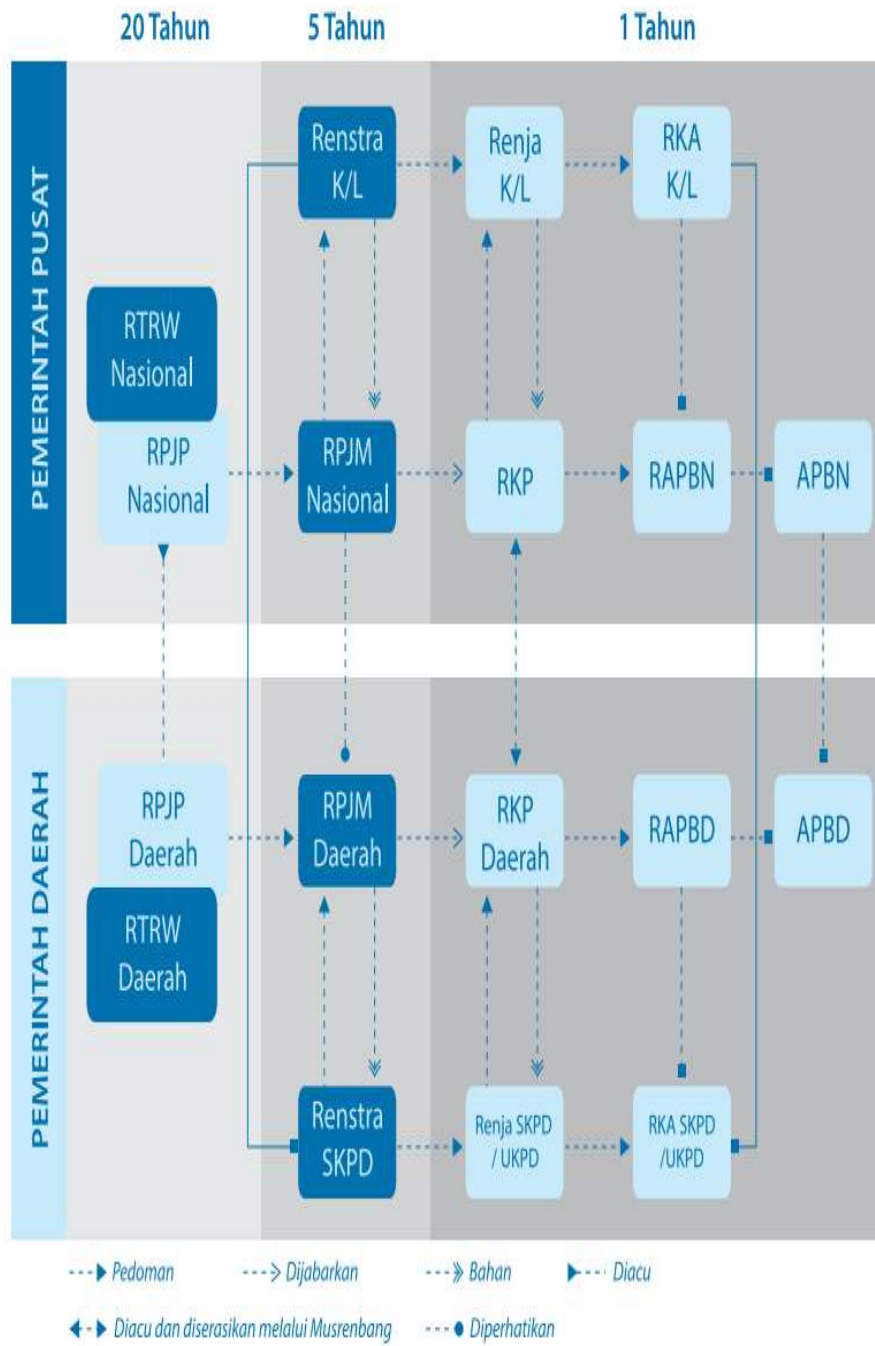 20 Tahun
5 Tahun
1 Tahun
PEMERINTAH PUSAT
Renstra
K/L
Renja
K/L
RKA
K/L
RTRW
Nasional
RPJP
Nasional
RPJM
Nasional
RKP
RAPBN
APBN
PEMERINTAH DAERAH
RPJP
Daerah
RPJM
Daerah
RKP
Daerah
RAPBD
APBD
RTRW
Daerah
Renstra
SKPD
Renja SKPD
/ UKPD
RKA SKPD
/UKPD
Pedoman
Dijabarkan
Bahan
Diacu
Diacu dan diserasikan melalui Musrenbang
Diperhatikan